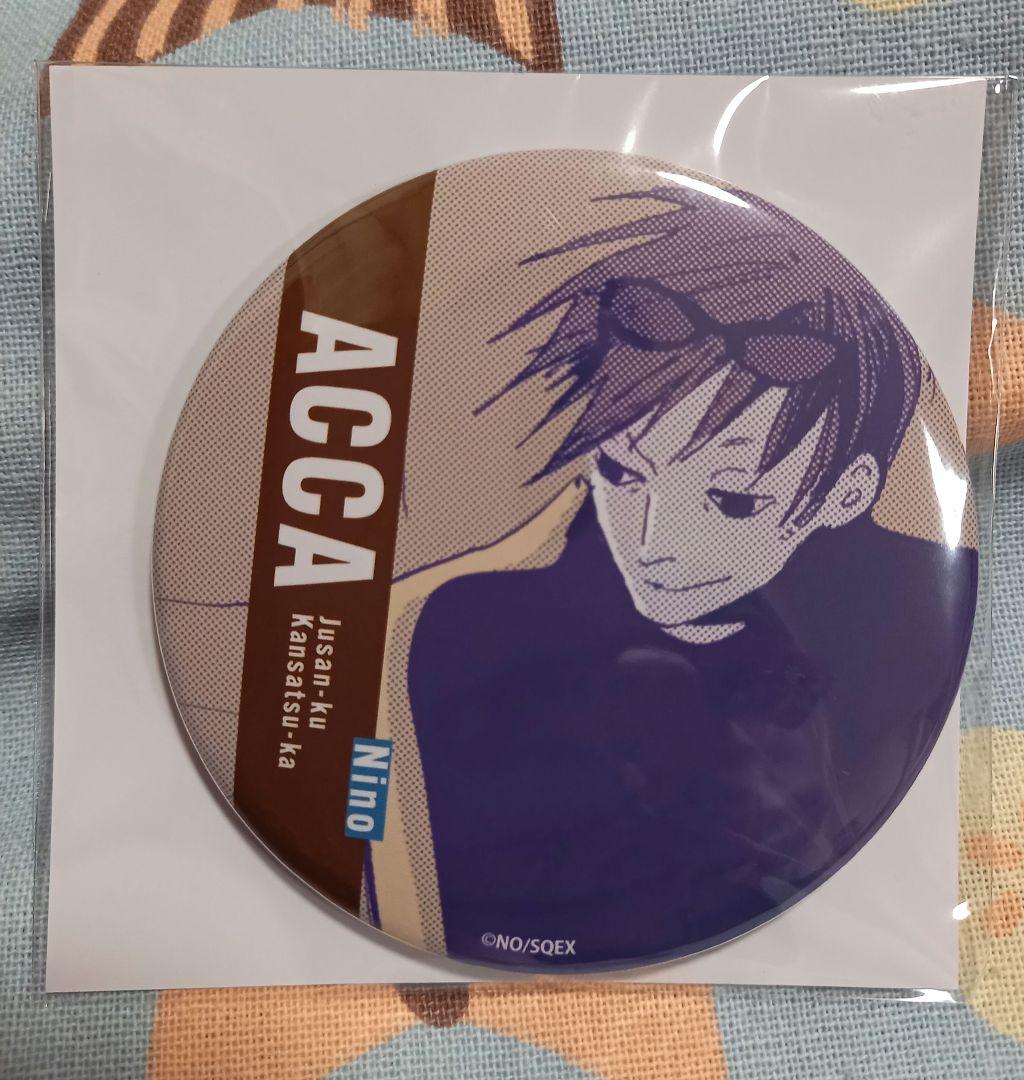 ACCA
Jusan-ku
Kansatsu-ka
Nino
©NO/SQEX